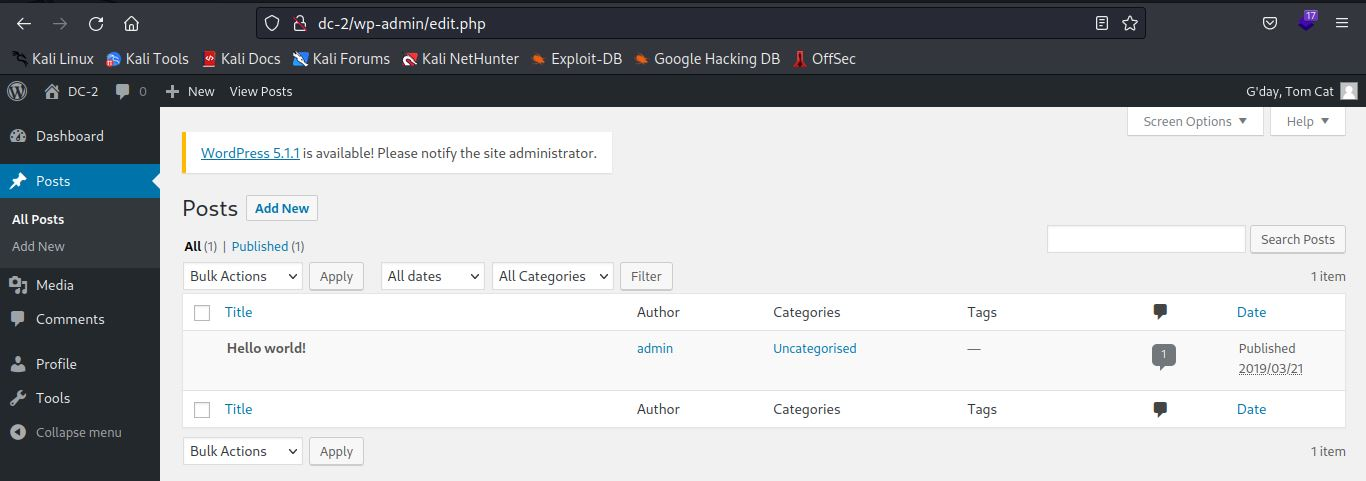 dc-2/wp-admin/edit.php
17
Kali Linux Kali Tools Kali Docs Kali Forums Kali NetHunter Exploit-DB Google Hacking DB OffSec
DC-2 0 New View Posts G'day, Tom Cat
Dashboard
Posts
All Posts
Add New
Media
Comments
Profile
Tools
Collapse menu
Screen Options Help
WordPress 5.1.1 is available! Please notify the site administrator.
Posts Add New
All (1) | Published (1)
Search Posts
Bulk Actions Apply All dates All Categories Filter 1 item
Title Author Categories Tags Date
Hello world! admin Uncategorised — 1 Published
2019/03/21
Title Author Categories Tags Date
Bulk Actions Apply 1 item